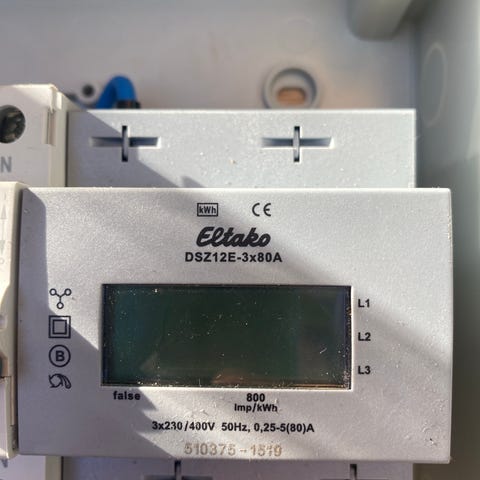 N
kWh
CE
Eltako
DSZ12E-3x80A
L1
L2
L3
B
false
800
Imp/kWh
3x230/400V 50Hz, 0,25-5(80)A
510375-1519